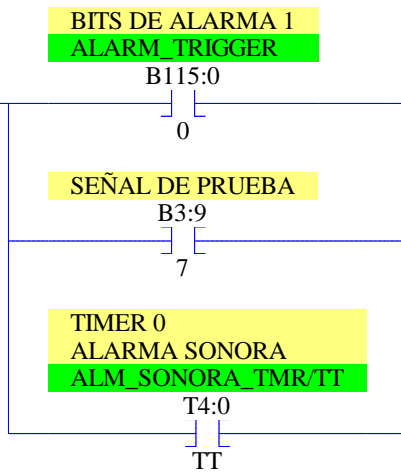 BITS DE ALARMA 1
ALARM_TRIGGER
B115:0
0
SEÑAL DE PRUEBA
B3:9
7
TIMER 0
ALARMA SONORA
ALM_SONORA_TMR/TT
T4:0
TT